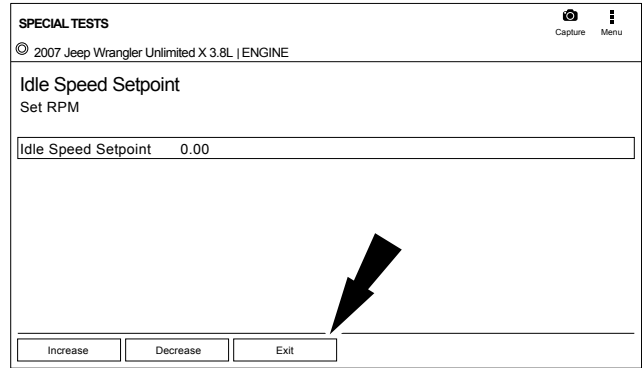 SPECIAL TESTS
Capture Menu
2007 Jeep Wrangler Unlimited X 3.8L | ENGINE
Idle Speed Setpoint
Set RPM
Idle Speed Setpoint 0.00
Increase Decrease Exit